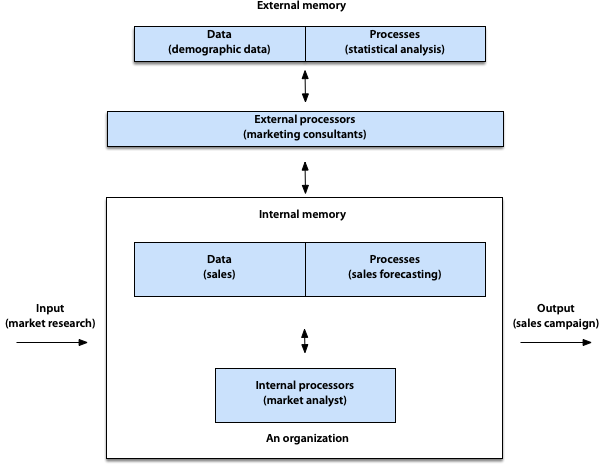 External memory
Data
(demographic data)
Processes
(statistical analysis)
External processors
(marketing consultants)
Internal memory
Data
(sales)
Processes
(sales forecasting)
Input
(market research)
Output
(sales campaign)
Internal processors
(market analyst)
An organization